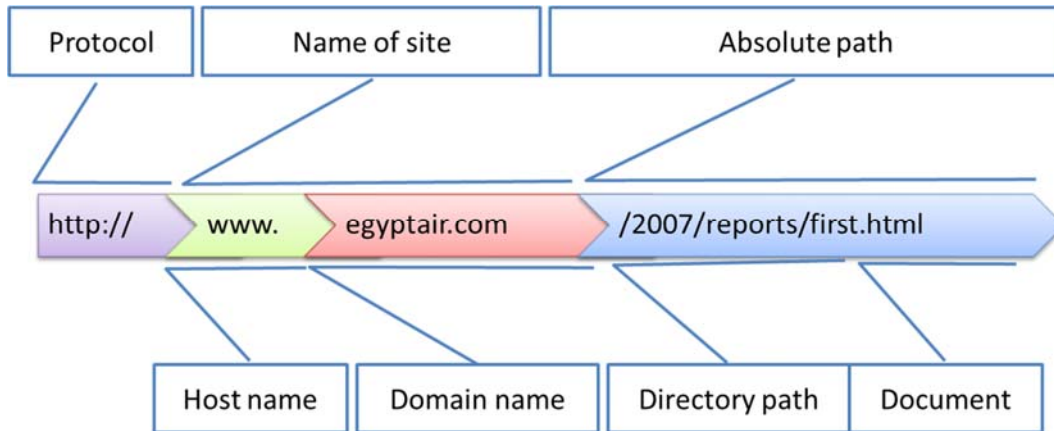 Protocol
Name of site
Absolute path
http://
www.
egyptair.com
/2007/reports/first.html
Host name
Domain name
Directory path
Document